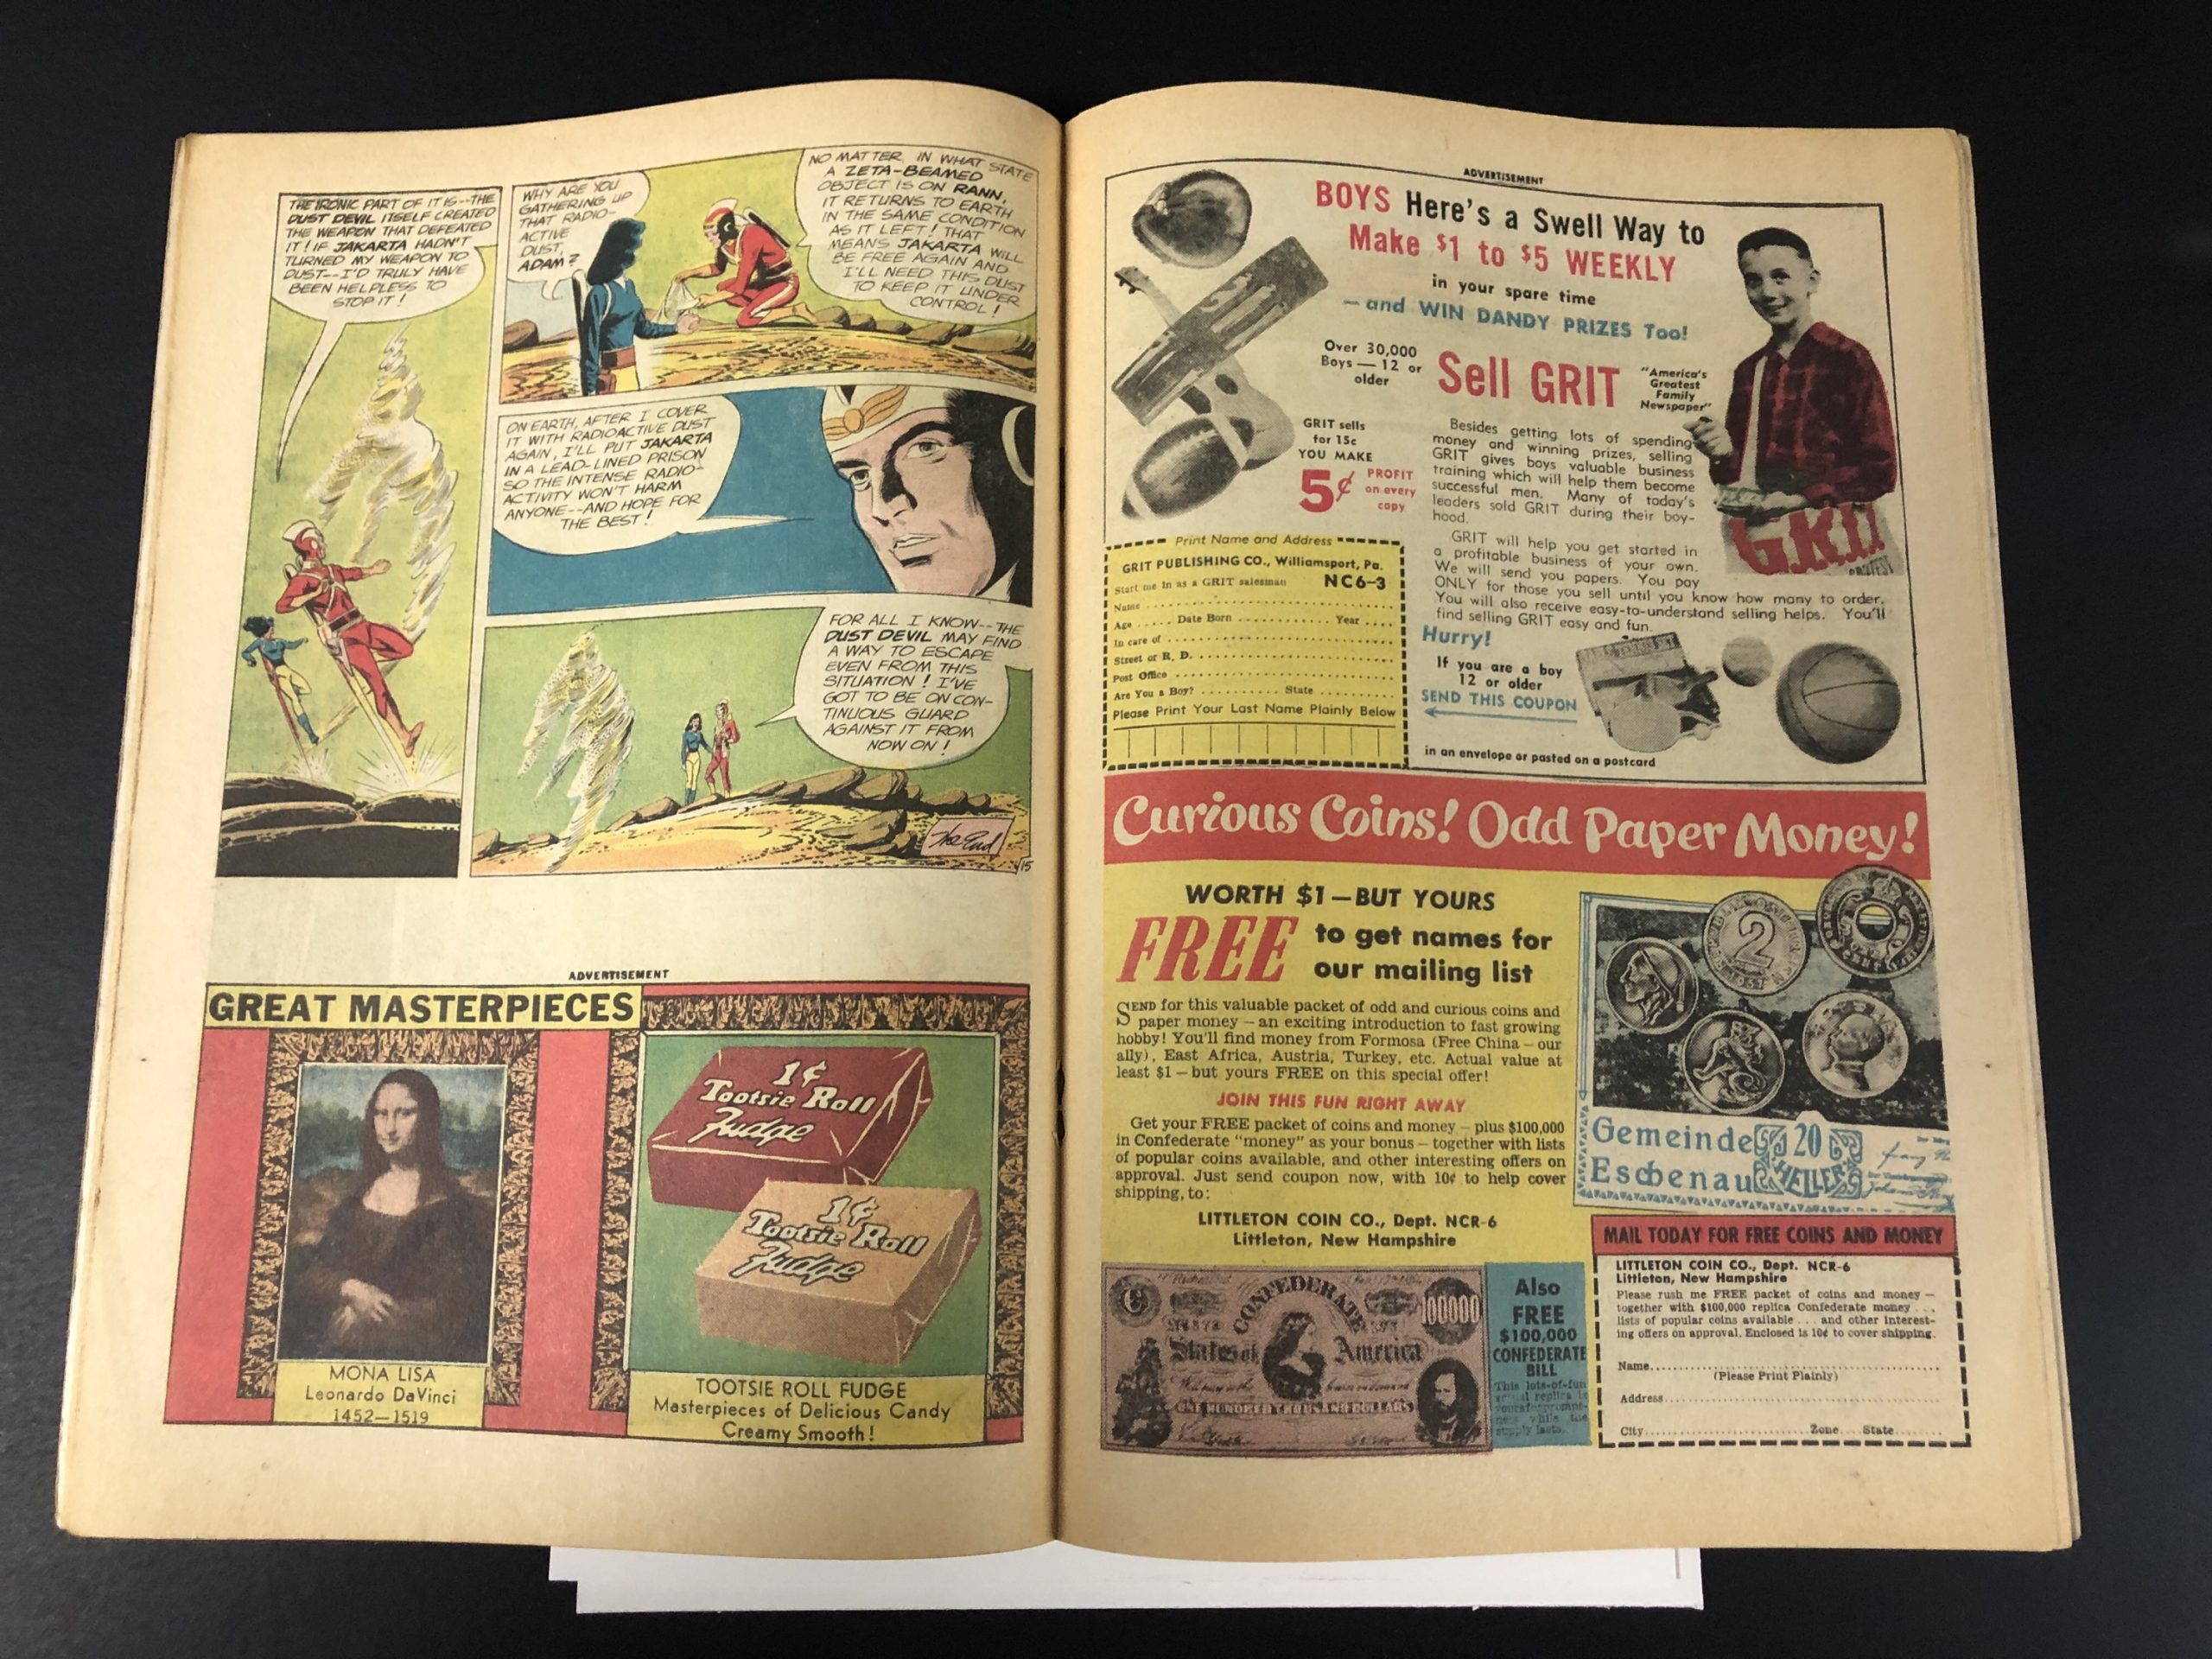 THE IRONIC PART OF IT IS--THE
DUST DEVIL ITSELF CREATED
THE WEAPON THAT DEFEATED
IT! IF JAKARTA HADN'T
TURNED MY WEAPON TO
DUST--I'D TRULY HAVE
BEEN HELPLESS TO
STOP IT!
WHY ARE YOU
GATHERING UP
THAT RADIO-
ACTIVE
DUST,
ADAM?
NO MATTER IN WHAT STATE
A ZETA-BEAMED
OBJECT IS ON RANN,
IT RETURNS TO EARTH
IN THE SAME CONDITION
AS IT LEFT! THAT
MEANS JAKARTA WILL
BE FREE AGAIN AND
I'LL NEED THIS DUST
TO KEEP IT UNDER
CONTROL!
ON EARTH, AFTER I COVER
IT WITH RADIOACTIVE DUST
AGAIN, I'LL PUT JAKARTA
IN A LEAD-LINED PRISON
SO THE INTENSE RADIO-
ACTIVITY WON'T HARM
ANYONE--AND HOPE FOR
THE BEST!
FOR ALL I KNOW--THE
DUST DEVIL MAY FIND
A WAY TO ESCAPE
EVEN FROM THIS
SITUATION! I'VE
GOT TO BE ON CON-
TINUOUS GUARD
AGAINST IT FROM
NOW ON!
The End
15
ADVERTISEMENT
GREAT MASTERPIECES
1¢
Tootsie Roll
Fudge
1¢
Tootsie Roll
Fudge
MONA LISA
Leonardo DaVinci
1452—1519
TOOTSIE ROLL FUDGE
Masterpieces of Delicious Candy
Creamy Smooth!
ADVERTISEMENT
BOYS Here's a Swell Way to
Make $1 to $5 WEEKLY
in your spare time
—and WIN DANDY PRIZES Too!
Over 30,000
Boys — 12 or
older
Sell GRIT
"America's
Greatest
Family
Newspaper"
GRIT sells
for 15c
YOU MAKE
5¢ PROFIT
on every
copy
Besides getting lots of spending
money and winning prizes, selling
GRIT gives boys valuable business
training which will help them become
successful men. Many of today's
leaders sold GRIT during their boy-
hood.
GRIT will help you get started in
a profitable business of your own.
We will send you papers. You pay
ONLY for those you sell until you know how many to order.
You will also receive easy-to-understand selling helps. You'll
find selling GRIT easy and fun.
GRIT
Print Name and Address
GRIT PUBLISHING CO., Williamsport, Pa.
Start me in as a GRIT salesman NC6-3
Name
Age Date Born Year
In care of
Street or R. D.
Post Office
Are You a Boy? State
Please Print Your Last Name Plainly Below
Hurry!
If you are a boy
12 or older
SEND THIS COUPON
in an envelope or pasted on a postcard
TABLE TENNIS SET
Curious Coins! Odd Paper Money!
WORTH $1—BUT YOURS
FREE to get names for
our mailing list
SEND for this valuable packet of odd and curious coins and
paper money — an exciting introduction to fast growing
hobby! You'll find money from Formosa (Free China — our
ally), East Africa, Austria, Turkey, etc. Actual value at
least $1 — but yours FREE on this special offer!
JOIN THIS FUN RIGHT AWAY
Get your FREE packet of coins and money — plus $100,000
in Confederate "money" as your bonus — together with lists
of popular coins available, and other interesting offers on
approval. Just send coupon now, with 10¢ to help cover
shipping, to:
LITTLETON COIN CO., Dept. NCR-6
Littleton, New Hampshire
2
Gemeinde
Eschenau
20
HELLER
CONFEDERATE
States of America
100000
ONE HUNDRED THOUSAND DOLLARS
C
Also
FREE
$100,000
CONFEDERATE
BILL
This lots-of-fun
MAIL TODAY FOR FREE COINS AND MONEY
LITTLETON COIN CO., Dept. NCR-6
Littleton, New Hampshire
Please rush me FREE packet of coins and money —
together with $100,000 replica Confederate money . . .
lists of popular coins available . . . and other interest-
ing offers on approval. Enclosed is 10¢ to cover shipping.
Name
(Please Print Plainly)
Address
City Zone State